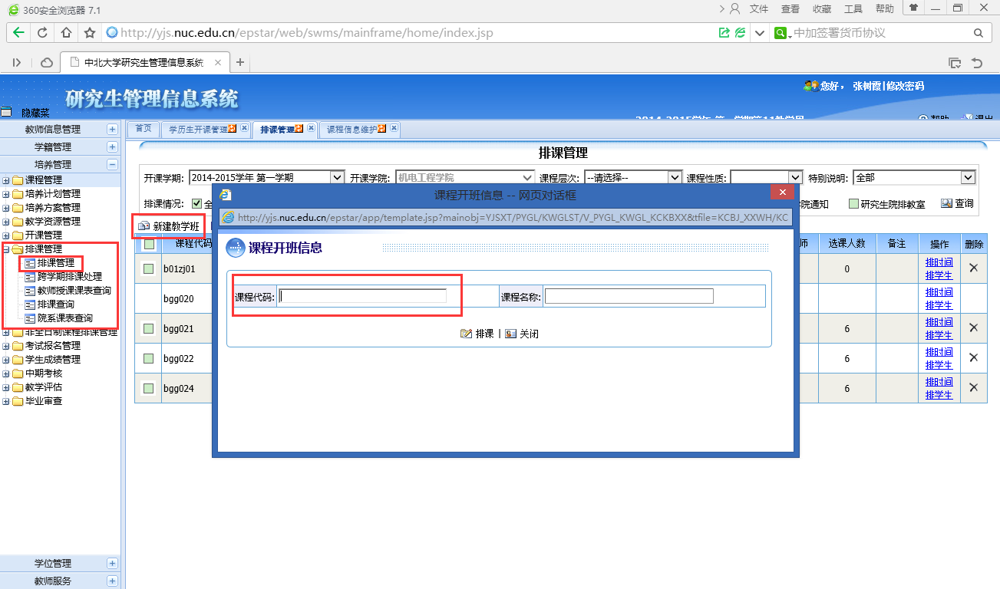 360安全浏览器 7.1
文件 查看 收藏 工具 帮助
http://yjs.nuc.edu.cn/epstar/web/swms/mainframe/home/index.jsp
中加签署货币协议
中北大学研究生管理信息系统
研究生管理信息系统
您好， 张树霞|修改密码
隐藏菜
2014-2015学年 第一学期第11教学周
帮助 退出
教师信息管理
学籍管理
培养管理
课程管理
培养计划管理
培养方案管理
教学资源管理
开课管理
排课管理
排课管理
跨学期排课处理
教师授课课表查询
排课查询
院系课表查询
非全日制课程排课管理
考试报名管理
学生成绩管理
中期考核
教学评估
毕业审查
学位管理
教师服务
首页 学历生开课管理 排课管理 课程信息维护
排课管理
开课学期: 2014-2015学年 第一学期 开课学院: 机电工程学院 课程层次: --请选择-- 课程性质: 特别说明: 全部
排课情况: 全 院通知 研究生院排教室 查询
新建教学班
课程代码 师 选课人数 备注 操作 删除
b01zj01 0 排时间
排学生
bgg020 排时间
排学生
bgg021 6 排时间
排学生
bgg022 6 排时间
排学生
bgg024 6 排时间
排学生
课程开班信息 -- 网页对话框
http://yjs.nuc.edu.cn/epstar/app/template.jsp?mainobj=YJSXT/PYGL/KWGLST/V_PYGL_KWGL_KCKBXX&tfile=KCBJ_XXWH/KC
课程开班信息
课程代码: 课程名称:
排课 | 关闭